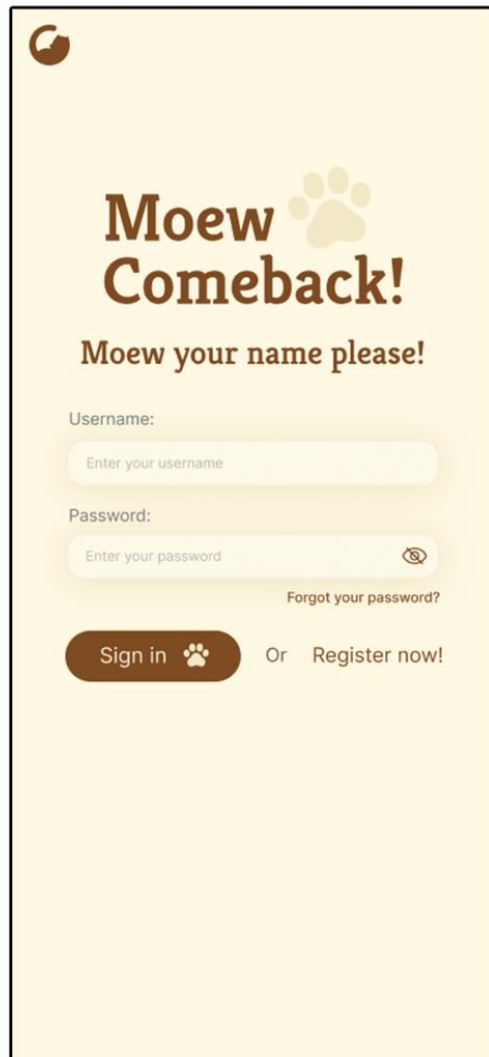 Moew
Comeback!
Moew your name please!
Username:
Enter your username
Password:
Enter your password
Forgot your password?
Sign in Or Register now!